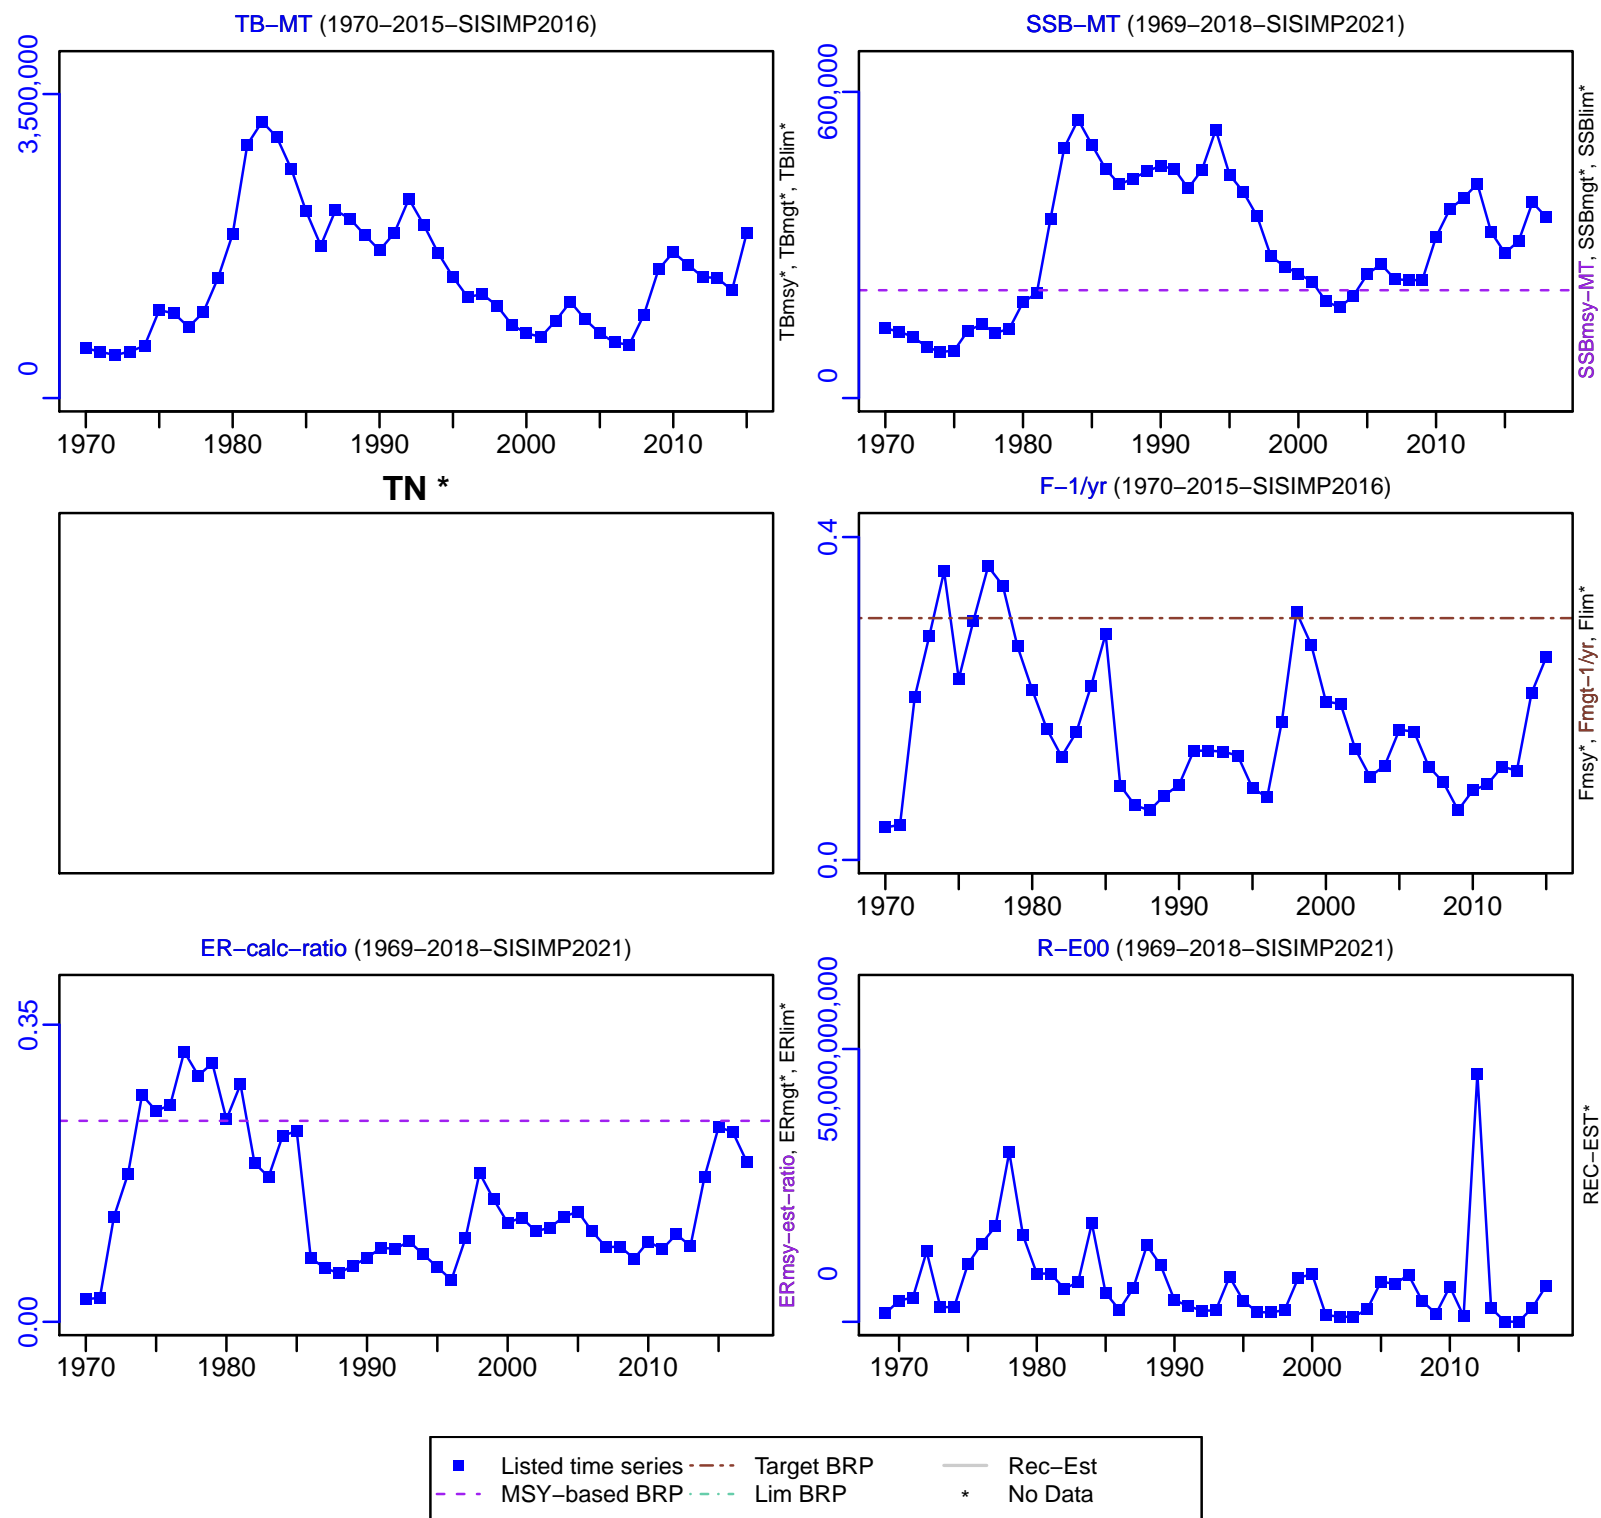 TB−MT (1970−2015−SISIMP2016)
3,500,000
0
TBmsy*, TBmgt*, TBlim*
1970 1980 1990 2000 2010
SSB−MT (1969−2018−SISIMP2021)
600,000
0
SSBmsy−MT, SSBmgt*, SSBlim*
1970 1980 1990 2000 2010
TN *
F−1/yr (1970−2015−SISIMP2016)
0.4
0.0
Fmsy*, Fmgt−1/yr, Flim*
1970 1980 1990 2000 2010
ER−calc−ratio (1969−2018−SISIMP2021)
0.35
0.00
ERmsy−est−ratio, ERmgt*, ERlim*
1970 1980 1990 2000 2010
R−E00 (1969−2018−SISIMP2021)
50,000,000,000
0
REC−EST*
1970 1980 1990 2000 2010
Listed time series Target BRP Rec−Est
MSY−based BRP Lim BRP * No Data